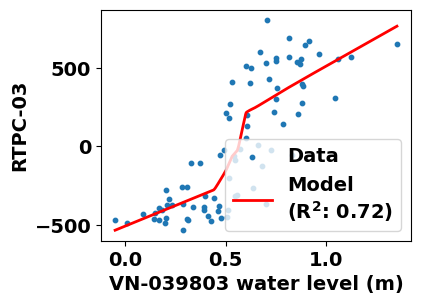 RTPC-03
500
0
−500
Data
Model
(R²: 0.72)
0.0 0.5 1.0
VN-039803 water level (m)